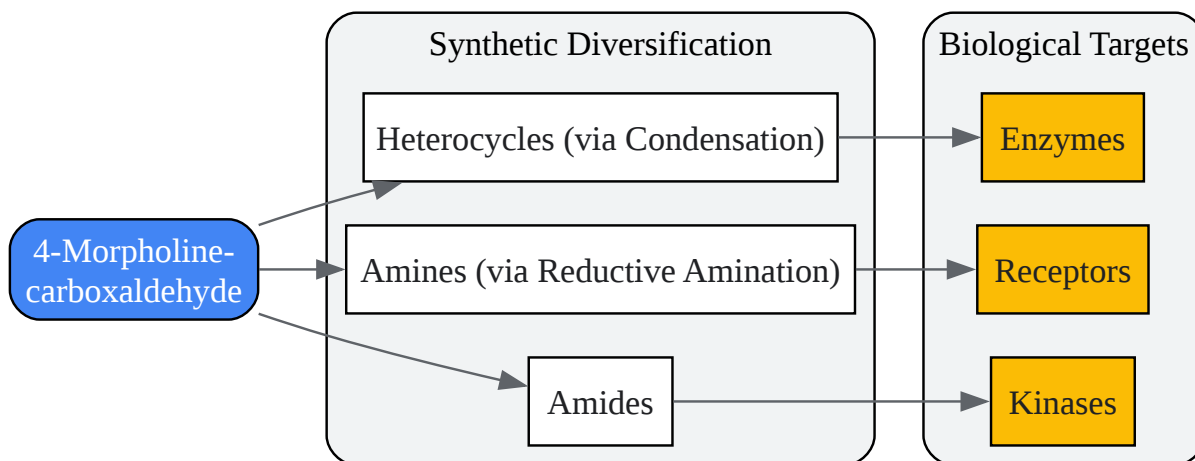 Synthetic Diversification
Biological Targets
Heterocycles (via Condensation)
Enzymes
4-Morpholine-
carboxaldehyde
Amines (via Reductive Amination)
Receptors
Amides
Kinases